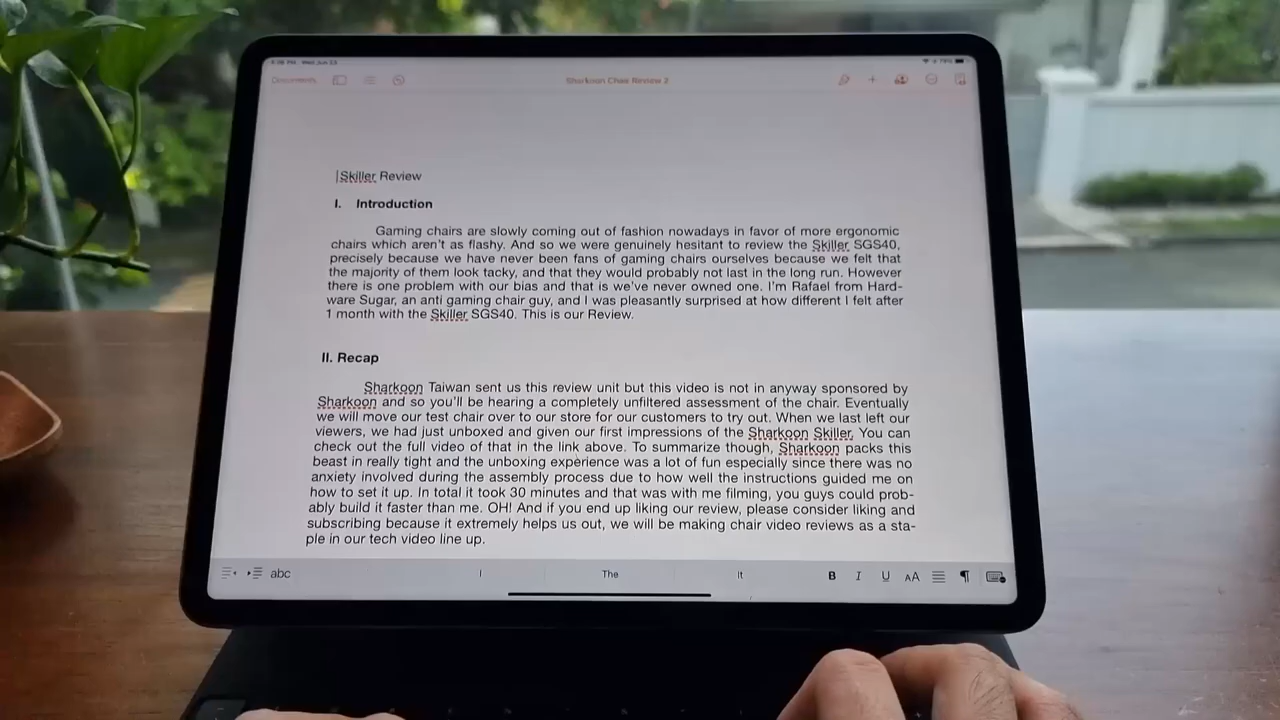 Documents
Sharkoon Chair Review 2
79%
Skiller Review
I. Introduction
Gaming chairs are slowly coming out of fashion nowadays in favor of more ergonomic
chairs which aren't as flashy. And so we were genuinely hesitant to review the Skiller SGS40,
precisely because we have never been fans of gaming chairs ourselves because we felt that
the majority of them look tacky, and that they would probably not last in the long run. However
there is one problem with our bias and that is we've never owned one. I'm Rafael from Hard-
ware Sugar, an anti gaming chair guy, and I was pleasantly surprised at how different I felt after
1 month with the Skiller SGS40. This is our Review.
II. Recap
Sharkoon Taiwan sent us this review unit but this video is not in anyway sponsored by
Sharkoon and so you'll be hearing a completely unfiltered assessment of the chair. Eventually
we will move our test chair over to our store for our customers to try out. When we last left our
viewers, we had just unboxed and given our first impressions of the Sharkoon Skiller. You can
check out the full video of that in the link above. To summarize though, Sharkoon packs this
beast in really tight and the unboxing experience was a lot of fun especially since there was no
anxiety involved during the assembly process due to how well the instructions guided me on
how to set it up. In total it took 30 minutes and that was with me filming, you guys could prob-
ably build it faster than me. OH! And if you end up liking our review, please consider liking and
subscribing because it extremely helps us out, we will be making chair video reviews as a sta-
ple in our tech video line up.
abc I The It B I U AA